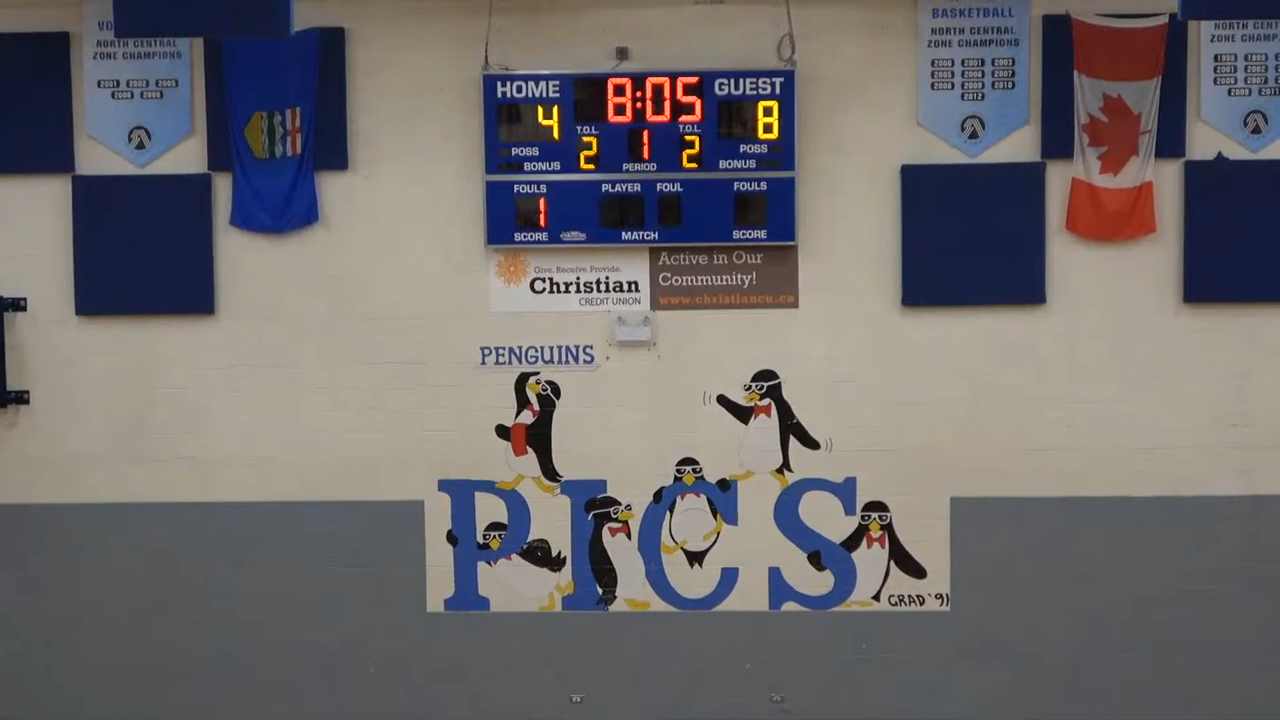 VO
NORTH CENTRAL
ZONE CHAMPIONS
2001 2002 2005
2006 2008
HOME 8:05 GUEST
4 T.O.L. T.O.L. 8
POSS 2 1 2 POSS
BONUS PERIOD BONUS
FOULS PLAYER FOUL FOULS
1
SCORE MATCH SCORE
Give. Receive. Provide.
Christian
CREDIT UNION
Active in Our
Community!
www.christiancu.ca
BASKETBALL
NORTH CENTRAL
ZONE CHAMPIONS
2000 2001 2003
2005 2006 2007
2008 2009 2010
2012
NORTH CENTRAL
ZONE CHAMPIONS
PENGUINS
PICS
GRAD '91